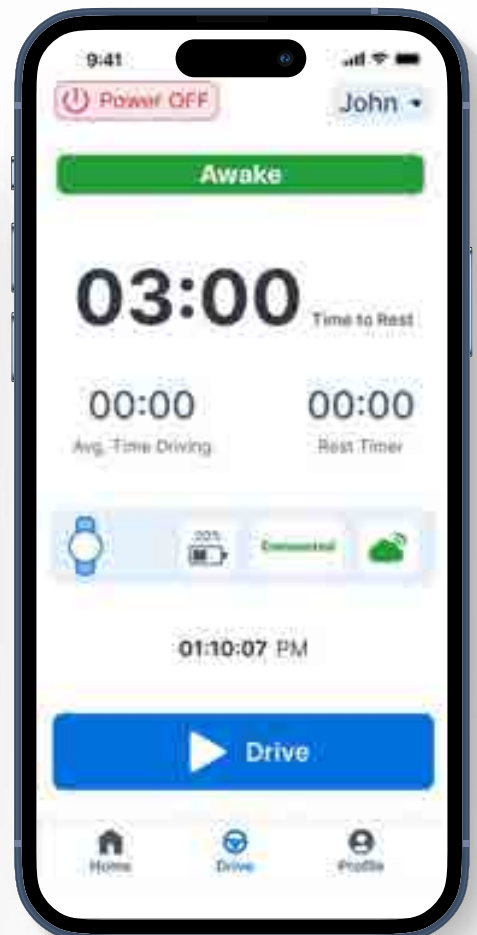 9:41
Power OFF John
Awake
03:00 Time to Rest
00:00 00:00
Avg. Time Driving Rest Timer
Connected
01:10:07 PM
Drive
Home Drive Profile